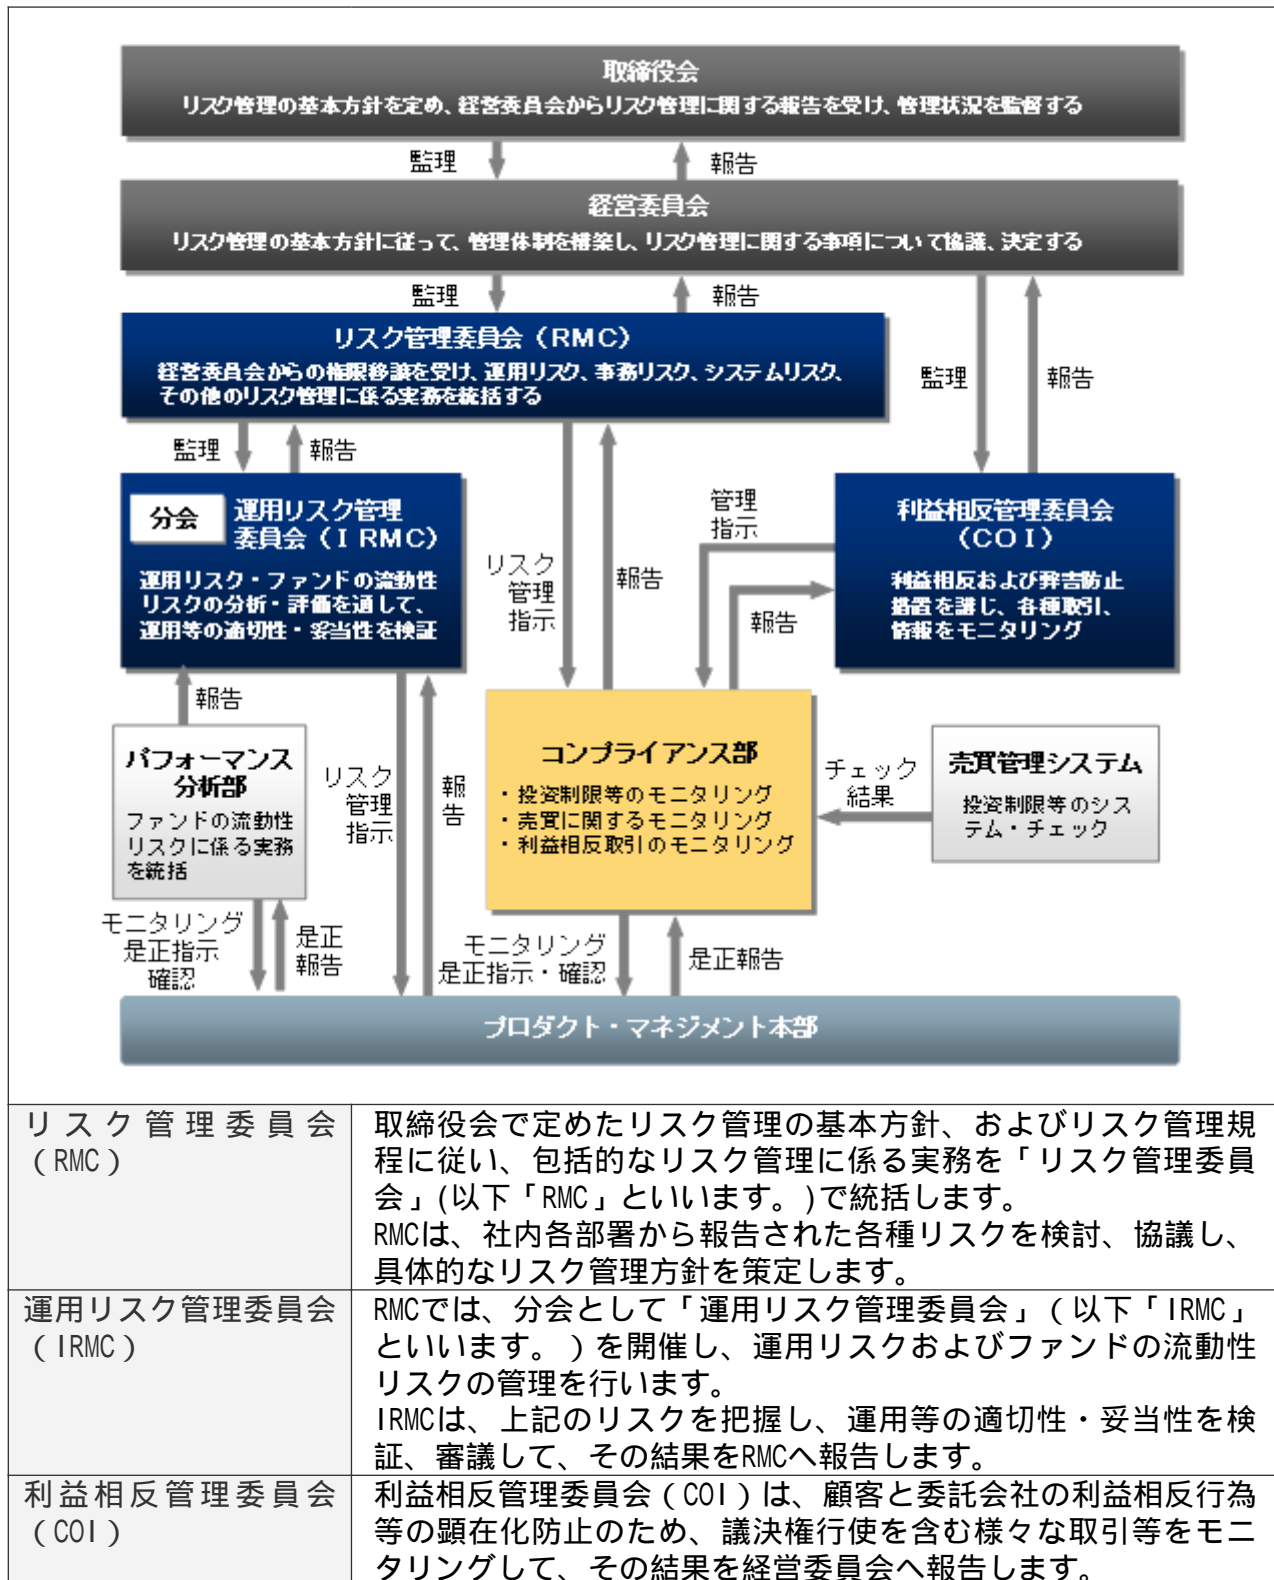 取締役会
リスク管理の基本方針を定め、経営委員会からリスク管理に関する報告を受け、管理状況を監督する
監理
報告
経営委員会
リスク管理の基本方針に従って、管理体制を構築し、リスク管理に関する事項について協議、決定する
監理
報告
リスク管理委員会（RMC）
経営委員会からの権限移譲を受け、運用リスク、事務リスク、システムリスク、
その他のリスク管理に係る実務を統括する
監理
報告
監理
報告
分会
運用リスク管理
委員会（IRMC）
運用リスク・ファンドの流動性
リスクの分析・評価を通して、
運用等の適切性・妥当性を検証
リスク
管理
指示
報告
管理
指示
報告
利益相反管理委員会
（COI）
利益相反および弊害防止
措置を講じ、各種取引、
情報をモニタリング
報告
パフォーマンス
分析部
ファンドの流動性
リスクに係る実務
を統括
リスク
管理
指示
報
告
コンプライアンス部
・投資制限等のモニタリング
・売買に関するモニタリング
・利益相反取引のモニタリング
チェック
結果
売買管理システム
投資制限等のシス
テム・チェック
モニタリング
是正指示
確認
是正
報告
モニタリング
是正指示・確認
是正報告
プロダクト・マネジメント本部
リスク管理委員会
（RMC）
取締役会で定めたリスク管理の基本方針、およびリスク管理規
程に従い、包括的なリスク管理に係る実務を「リスク管理委員
会」(以下「RMC」といいます。)で統括します。
RMCは、社内各部署から報告された各種リスクを検討、協議し、
具体的なリスク管理方針を策定します。
運用リスク管理委員会
（IRMC）
RMCでは、分会として「運用リスク管理委員会」（以下「IRMC」
といいます。）を開催し、運用リスクおよびファンドの流動性
リスクの管理を行います。
IRMCは、上記のリスクを把握し、運用等の適切性・妥当性を検
証、審議して、その結果をRMCへ報告します。
利益相反管理委員会
（COI）
利益相反管理委員会（COI）は、顧客と委託会社の利益相反行為
等の顕在化防止のため、議決権行使を含む様々な取引等をモニ
タリングして、その結果を経営委員会へ報告します。